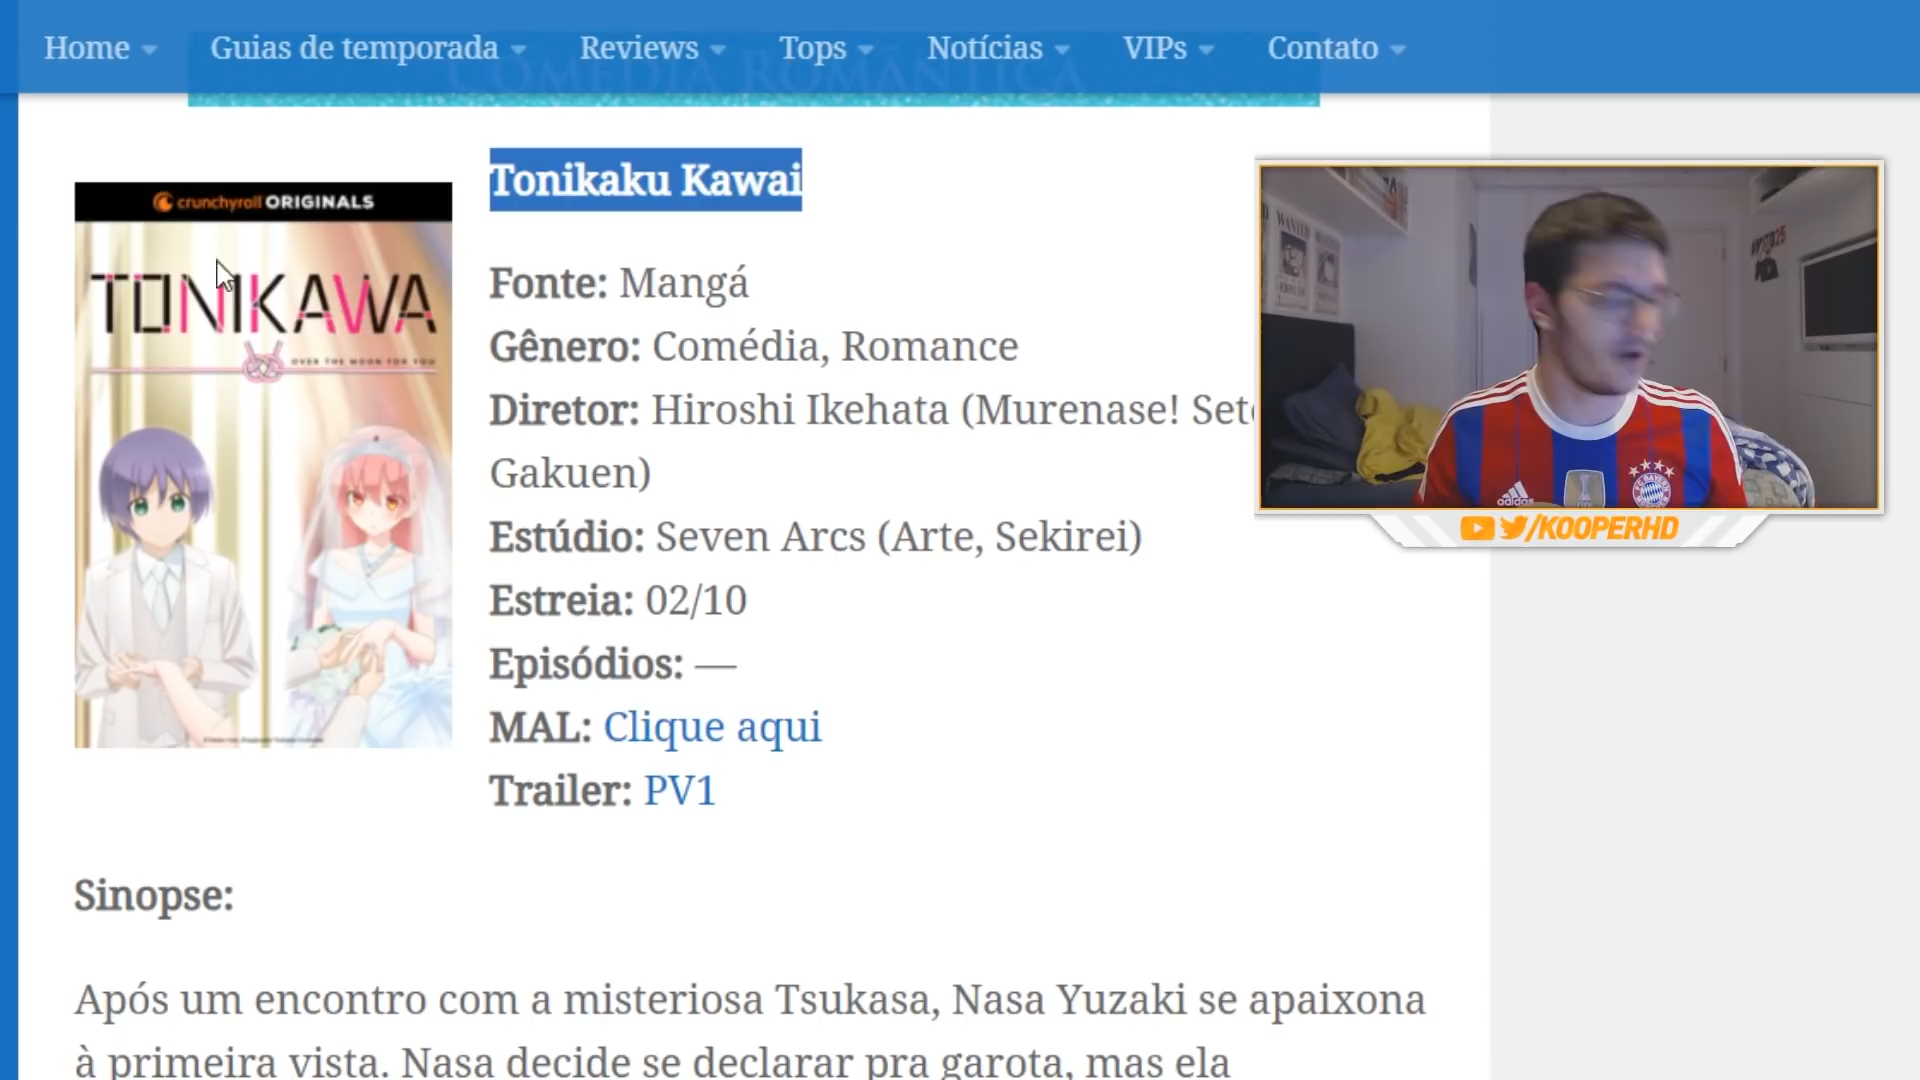 Home Guias de temporada Reviews Tops Notícias VIPs Contato
COMÉDIA ROMÂNTICA
Tonikaku Kawai
crunchyroll ORIGINALS
TONIKAWA
OVER THE MOON FOR YOU
Fonte: Mangá
Gênero: Comédia, Romance
Diretor: Hiroshi Ikehata (Murenase! Seto
Gakuen)
Estúdio: Seven Arcs (Arte, Sekirei)
Estreia: 02/10
Episódios: —
MAL: Clique aqui
Trailer: PV1
WANTED
adidas
/KOOPERHD
Sinopse:
Após um encontro com a misteriosa Tsukasa, Nasa Yuzaki se apaixona
à primeira vista. Nasa decide se declarar pra garota, mas ela